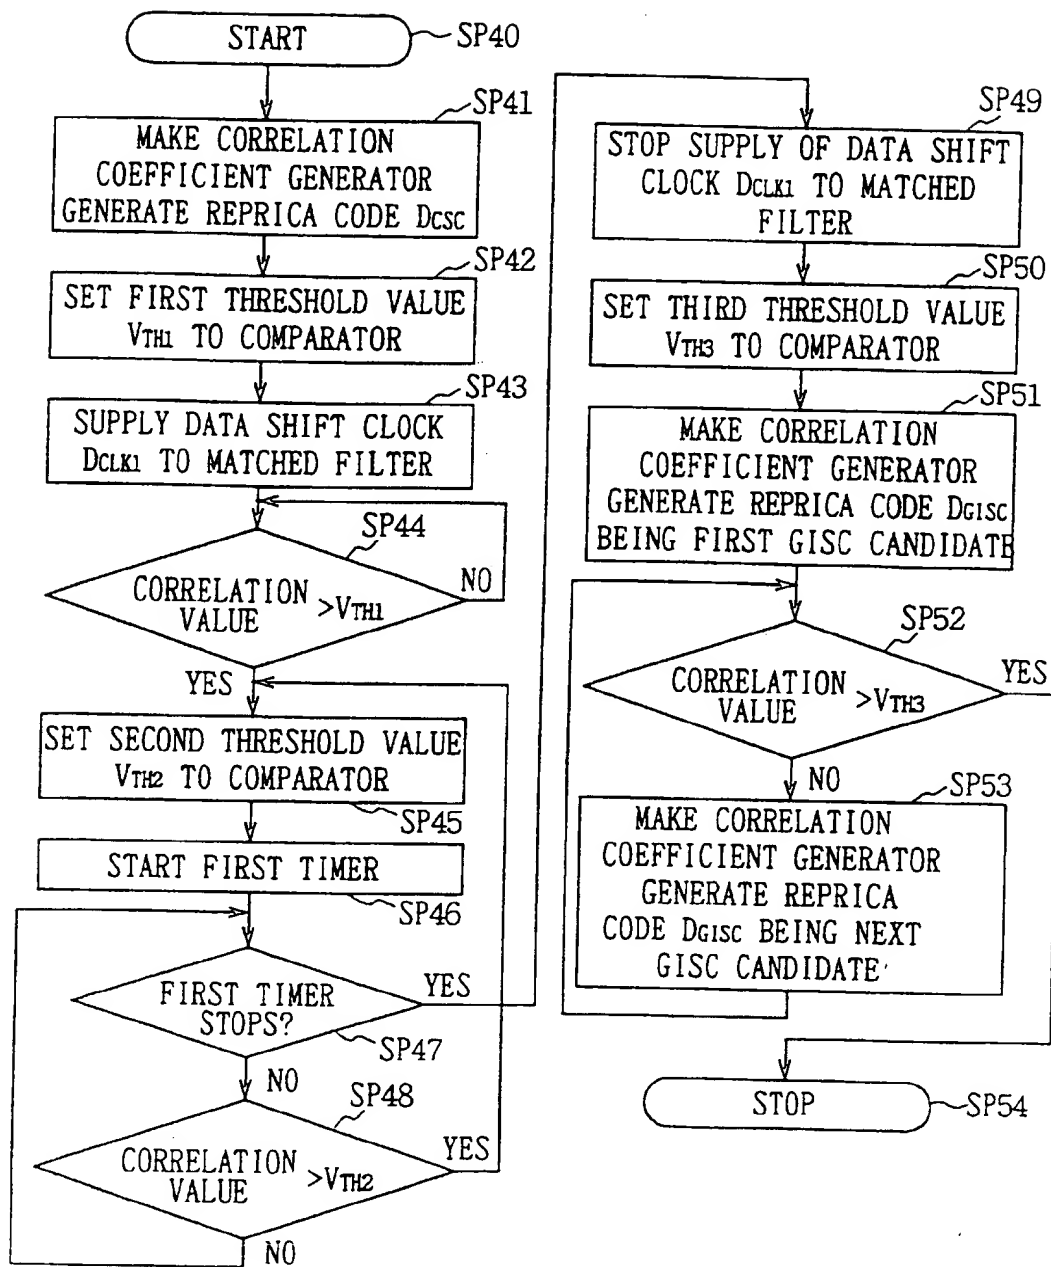 START
SP40
SP41
MAKE CORRELATION
COEFFICIENT GENERATOR
GENERATE REPRICA CODE DCSC
SP42
SET FIRST THRESHOLD VALUE
VTH1 TO COMPARATOR
SP43
SUPPLY DATA SHIFT CLOCK
DCLK1 TO MATCHED FILTER
SP44
CORRELATION
VALUE >VTH1
NO
YES
SET SECOND THRESHOLD VALUE
VTH2 TO COMPARATOR
SP45
START FIRST TIMER
SP46
FIRST TIMER
STOPS?
YES
SP47
NO
SP48
CORRELATION
VALUE >VTH2
YES
NO
SP49
STOP SUPPLY OF DATA SHIFT
CLOCK DCLK1 TO MATCHED
FILTER
SP50
SET THIRD THRESHOLD VALUE
VTH3 TO COMPARATOR
SP51
MAKE CORRELATION
COEFFICIENT GENERATOR
GENERATE REPRICA CODE DGISC
BEING FIRST GISC CANDIDATE
SP52
CORRELATION
VALUE >VTH3
YES
NO
SP53
MAKE CORRELATION
COEFFICIENT GENERATOR
GENERATE REPRICA
CODE DGISC BEING NEXT
GISC CANDIDATE
STOP
SP54